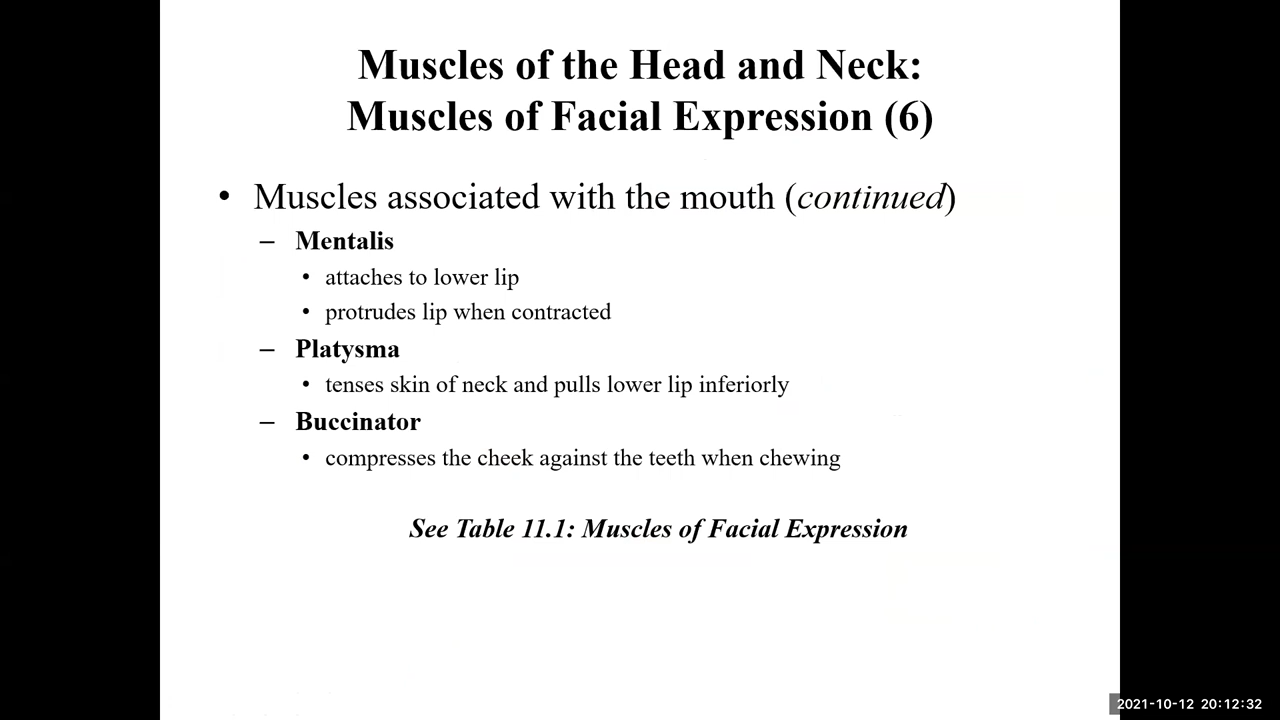 Muscles of the Head and Neck:
Muscles of Facial Expression (6)
• Muscles associated with the mouth (continued)
– Mentalis
• attaches to lower lip
• protrudes lip when contracted
– Platysma
• tenses skin of neck and pulls lower lip inferiorly
– Buccinator
• compresses the cheek against the teeth when chewing
See Table 11.1: Muscles of Facial Expression
2021-10-12 20:12:32